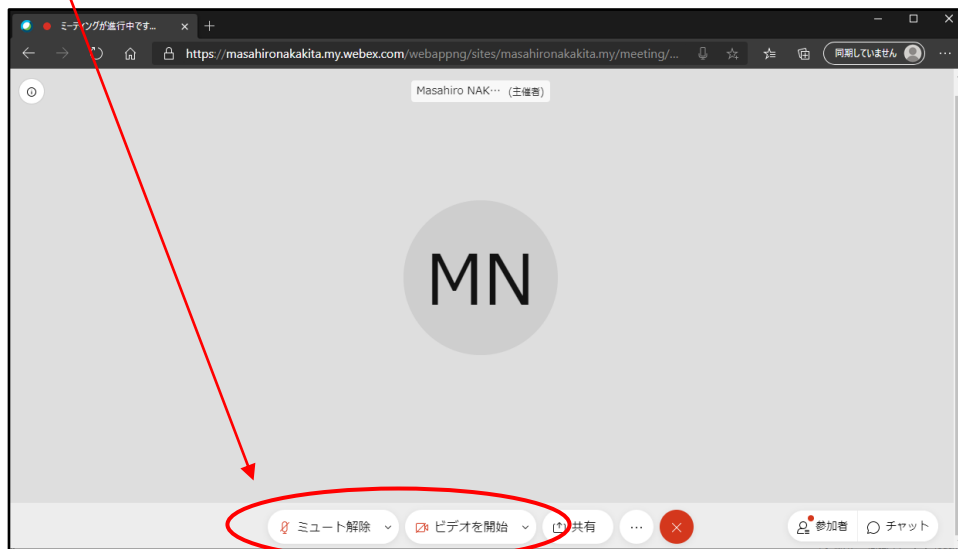 ミーティングが進行中です...
https://masahironakakita.my.webex.com/webappng/sites/masahironakakita.my/meeting/...
同期していません
Masahiro NAK… (主催者)
MN
ミュート解除
ビデオを開始
共有
参加者
チャット